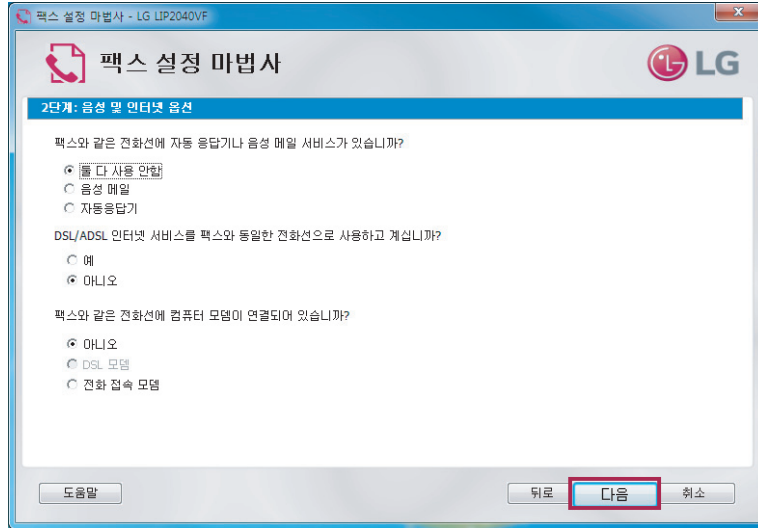 팩스 설정 마법사 - LG LIP2040VF
팩스 설정 마법사
LG
2단계: 음성 및 인터넷 옵션
팩스와 같은 전화선에 자동 응답기나 음성 메일 서비스가 있습니까?
둘 다 사용 안함
음성 메일
자동응답기
DSL/ADSL 인터넷 서비스를 팩스와 동일한 전화선으로 사용하고 계십니까?
예
아니오
팩스와 같은 전화선에 컴퓨터 모뎀이 연결되어 있습니까?
아니오
DSL 모뎀
전화 접속 모뎀
도움말
뒤로
다음
취소